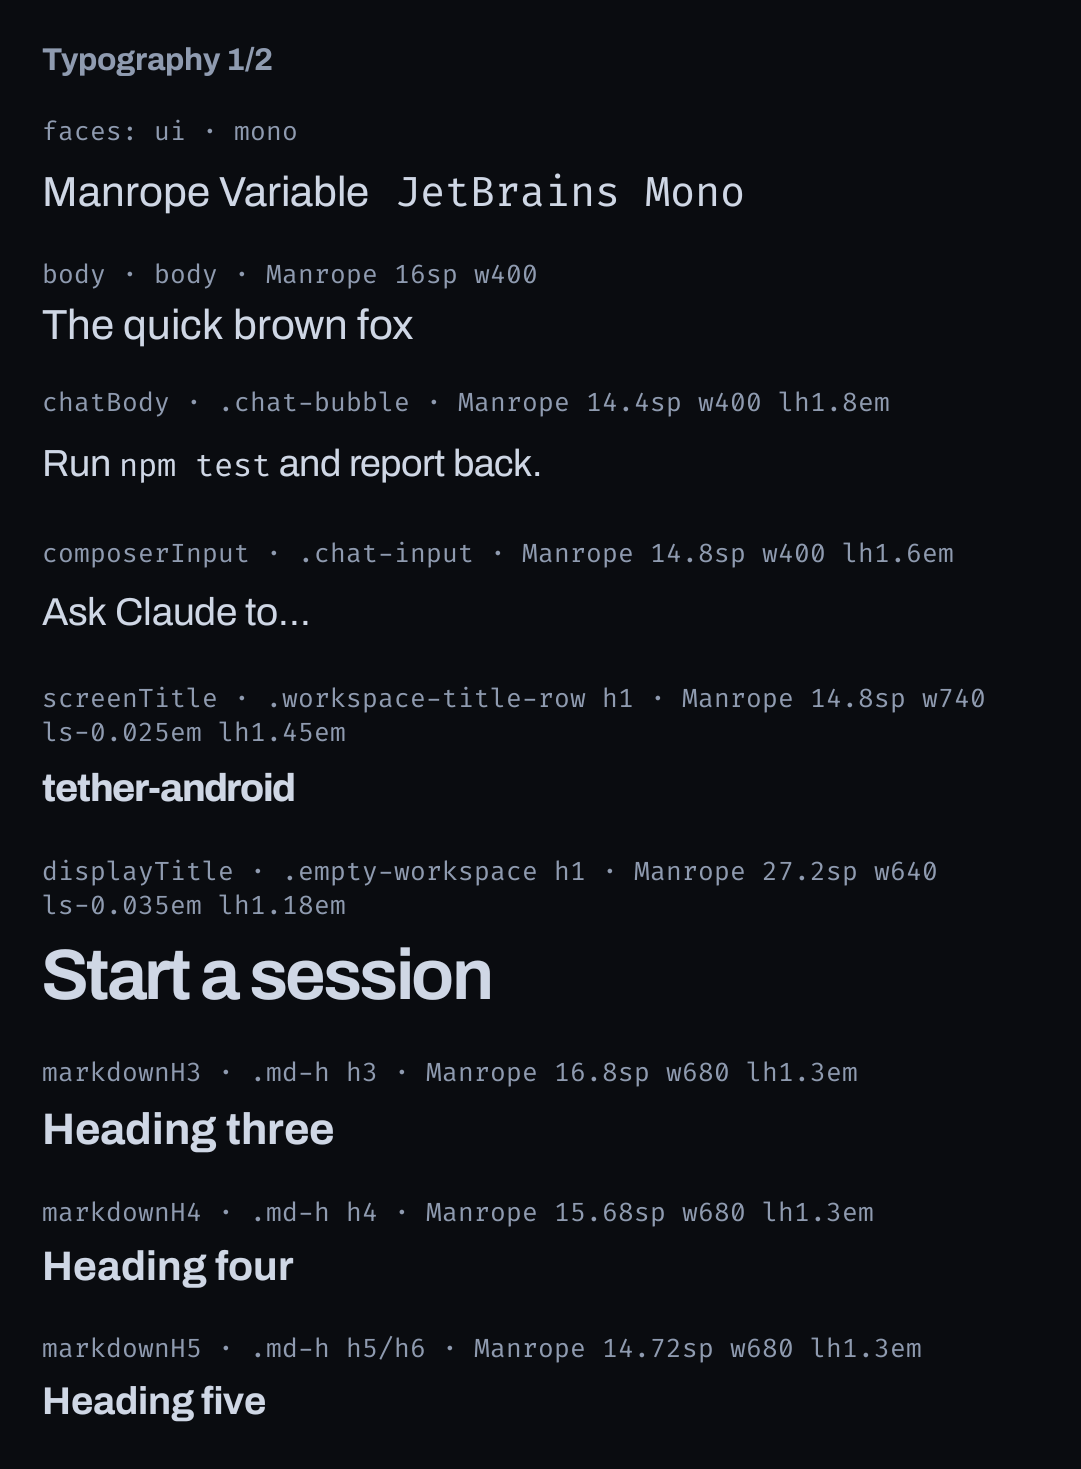 Typography 1/2
faces: ui · mono
Manrope Variable JetBrains Mono
body · body · Manrope 16sp w400
The quick brown fox
chatBody · .chat-bubble · Manrope 14.4sp w400 lh1.8em
Run npm test and report back.
composerInput · .chat-input · Manrope 14.8sp w400 lh1.6em
Ask Claude to...
screenTitle · .workspace-title-row h1 · Manrope 14.8sp w740
ls-0.025em lh1.45em
tether-android
displayTitle · .empty-workspace h1 · Manrope 27.2sp w640
ls-0.035em lh1.18em
Start a session
markdownH3 · .md-h h3 · Manrope 16.8sp w680 lh1.3em
Heading three
markdownH4 · .md-h h4 · Manrope 15.68sp w680 lh1.3em
Heading four
markdownH5 · .md-h h5/h6 · Manrope 14.72sp w680 lh1.3em
Heading five